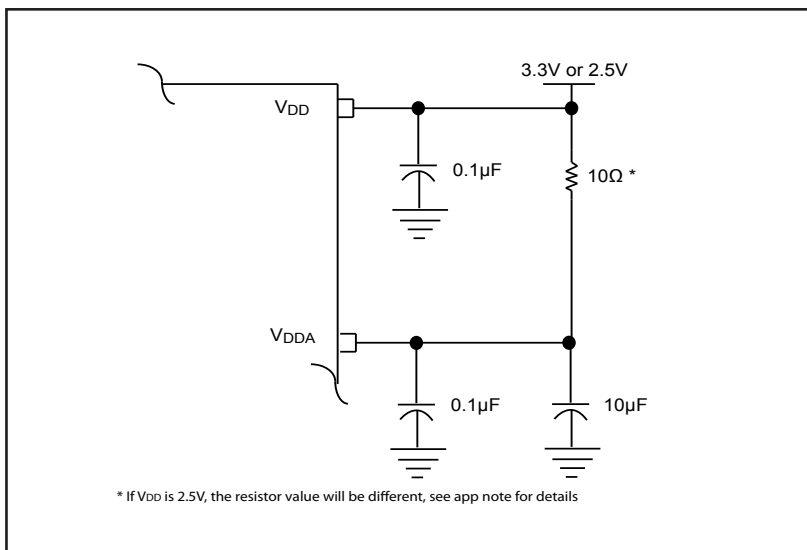 3.3V or 2.5V
VDD
0.1µF
10Ω *
VDDA
0.1µF
10µF
* If VDD is 2.5V, the resistor value will be different, see app note for details